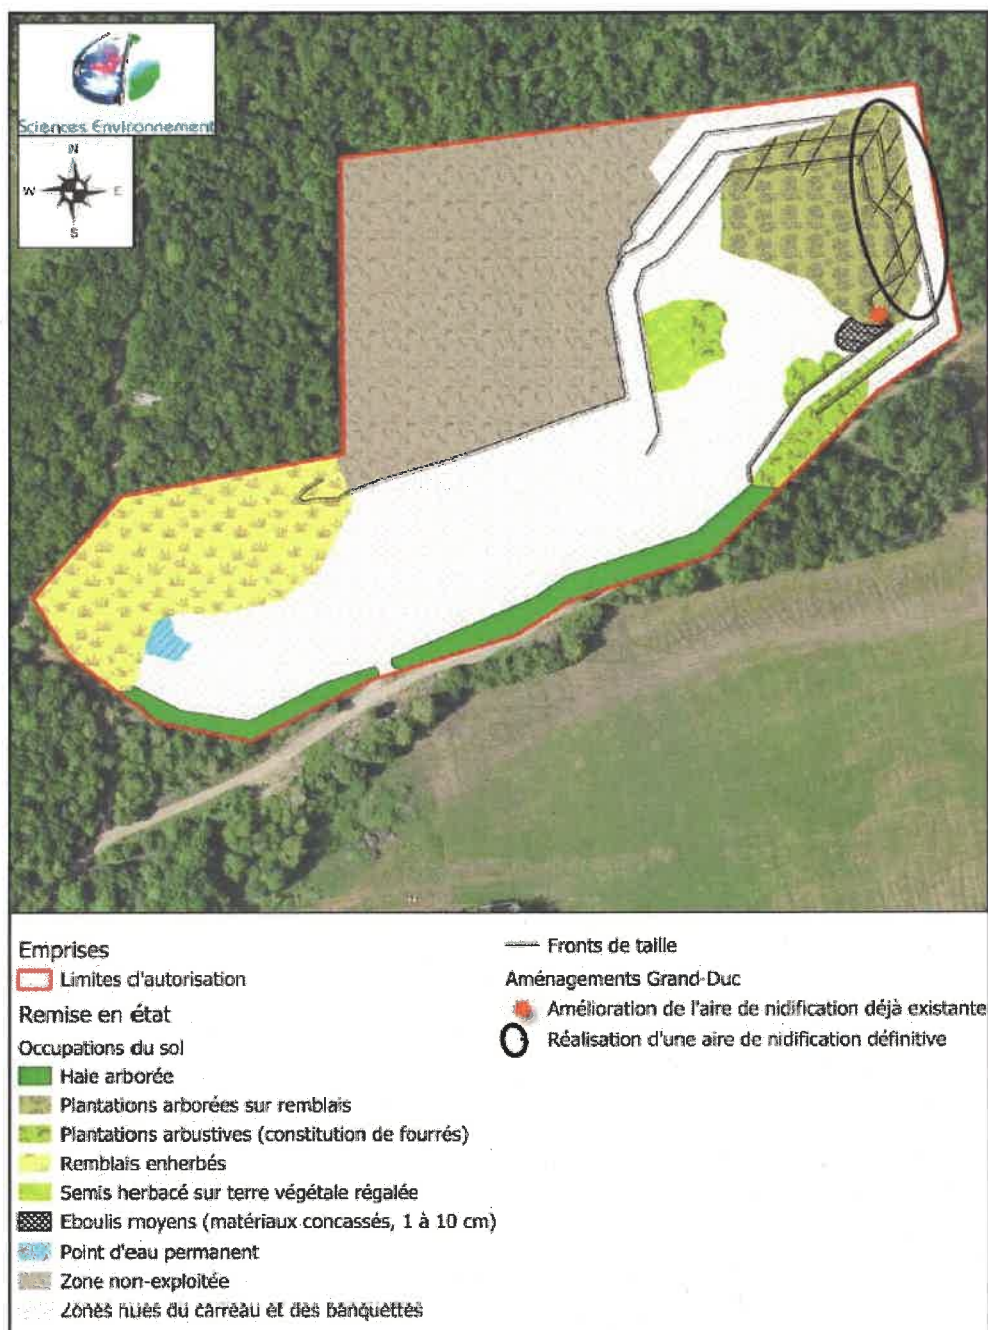 Sciences Environnement
N
W E
S
Emprises
Limites d'autorisation
Remise en état
Occupations du sol
Haie arborée
Plantations arborées sur remblais
Plantations arbustives (constitution de fourrés)
Remblais enherbés
Semis herbacé sur terre végétale régalée
Eboulis moyens (matériaux concassés, 1 à 10 cm)
Point d'eau permanent
Zone non-exploitée
Zones nues du carreau et des banquettes
Fronts de taille
Aménagements Grand-Duc
Amélioration de l'aire de nidification déjà existante
Réalisation d'une aire de nidification définitive